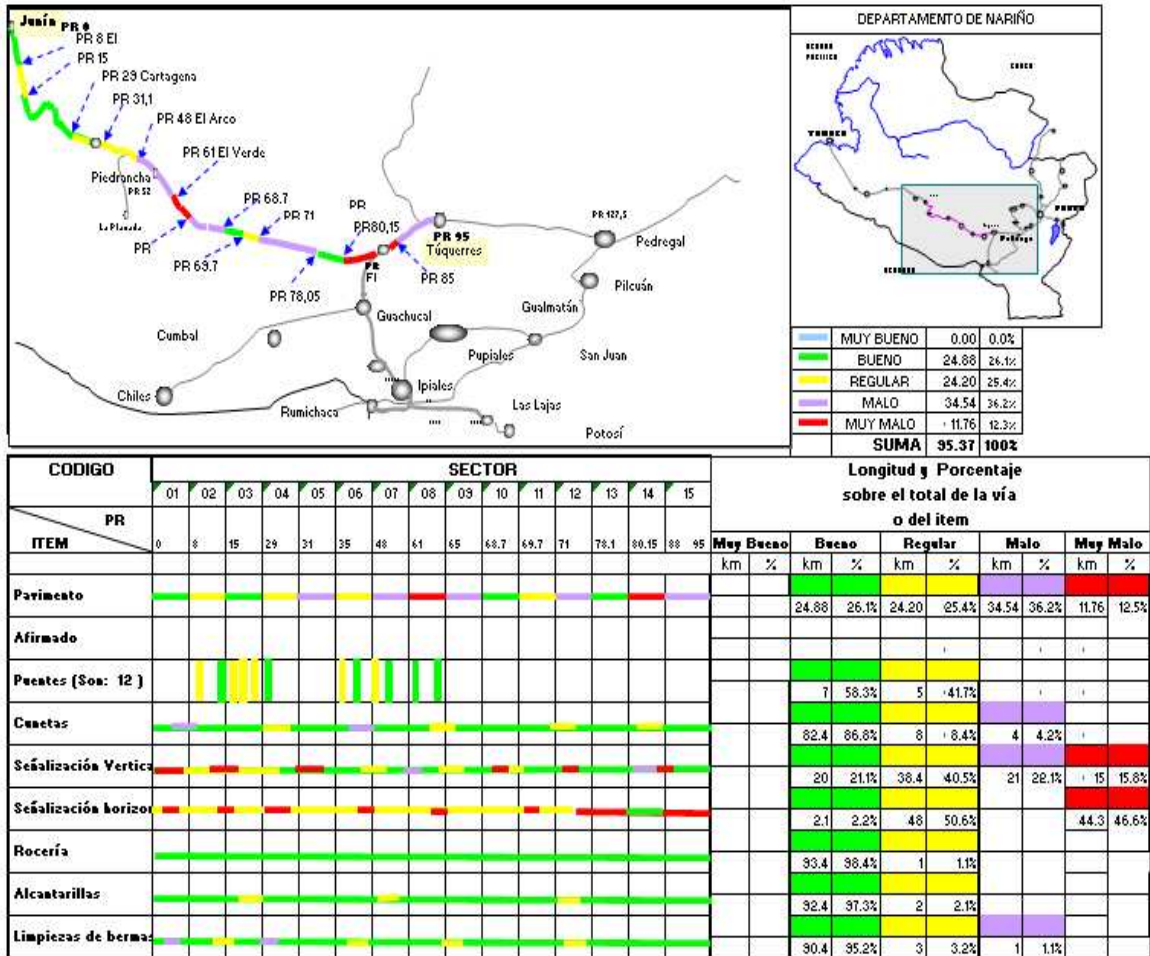 Junín PR 0
PR 8 El
PR 15
PR 29 Cartagena
PR 31,1
PR 48 El Arco
PR 61 El Verde
Piedrancha
PR 52
La Planada
PR 68.7
PR
PR 71
PR80,15
PR
PR 69.7
PR 95
Túquerres
PR 127,5
Pedregal
PR
PR 85
PR 78,05
Pilcuán
Gualmatán
Guachucal
Cumbal
Pupiales
San Juan
Chiles
Ipiales
Rumichaca
Las Lajas
Potosí
DEPARTAMENTO DE NARIÑO
MUY BUENO 0.00 0.0%
BUENO 24.88 26.1%
REGULAR 24.20 25.4%
MALO 34.54 36.2%
MUY MALO 11.76 12.3%
SUMA 95.37 100%
CODIGO SECTOR Longitud y Porcentaje
sobre el total de la vía
o del item
01 02 03 04 05 06 07 08 09 10 11 12 13 14 15
PR
ITEM 0 8 15 29 31 35 48 61 65 68.7 69.7 71 78.1 80.15 88 95
Muy Bueno Bueno Regular Malo Muy Malo
km % km % km % km % km %
Pavimento
24.88 26.1% 24.20 25.4% 34.54 36.2% 11.76 12.5%
Afirmado
Puentes (Son: 12 )
7 58.3% 5 41.7%
Cunetas
82.4 86.8% 8 8.4% 4 4.2%
Señalización Vertica
20 21.1% 38.4 40.5% 21 22.1% 15 15.8%
Señalización horizo
2.1 2.2% 48 50.6% 44.3 46.6%
Rocería
93.4 98.4% 1 1.1%
Alcantarillas
92.4 97.3% 2 2.1%
Limpiezas de bermas
90.4 95.2% 3 3.2% 1 1.1%